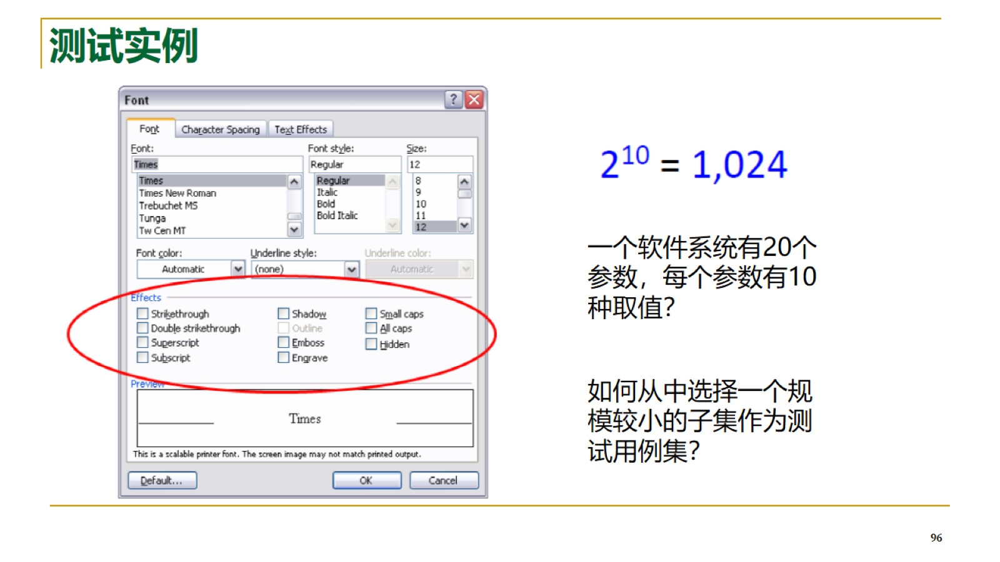 测试实例
Font
Font Character Spacing Text Effects
Font: Font style: Size:
Times Regular 12
Times Regular 8
Times New Roman Italic 9
Trebuchet MS Bold 10
Tunga Bold Italic 11
Tw Cen MT 12
Font color: Underline style: Underline color:
Automatic (none) Automatic
Effects
Strikethrough Shadow Small caps
Double strikethrough Outline All caps
Superscript Emboss Hidden
Subscript Engrave
Preview
Times
This is a scalable printer font. The screen image may not match printed output.
Default... OK Cancel
2¹⁰ = 1,024
一个软件系统有20个
参数，每个参数有10
种取值？
如何从中选择一个规
模较小的子集作为测
试用例集？
96